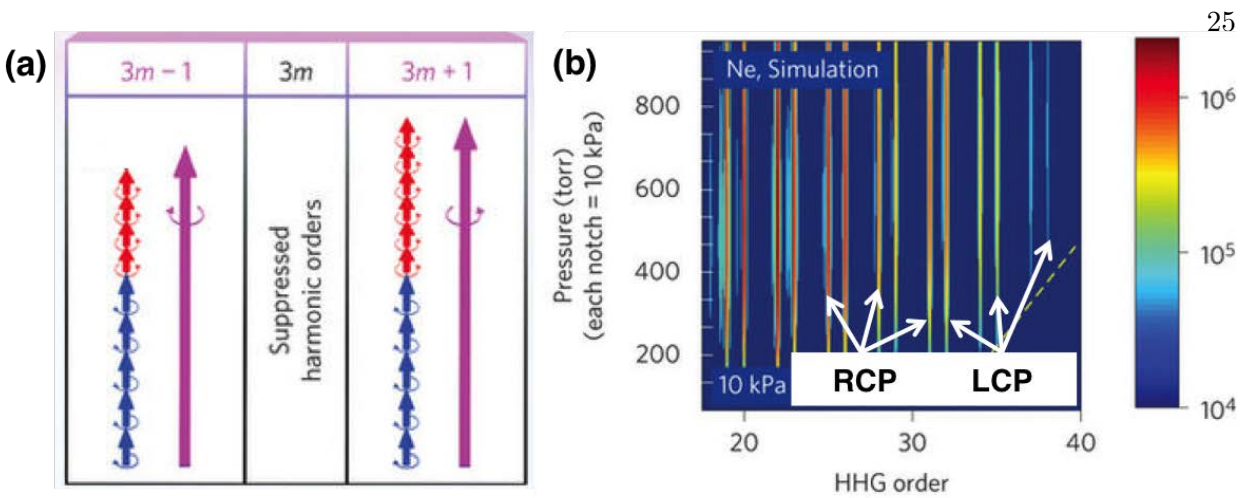 25
(a)
3m − 1
3m
3m + 1
Suppressed
harmonic orders
(b)
Ne, Simulation
Pressure (torr)
(each notch = 10 kPa)
800
600
400
200
10 kPa
RCP
LCP
20
30
40
HHG order
10⁶
10⁵
10⁴